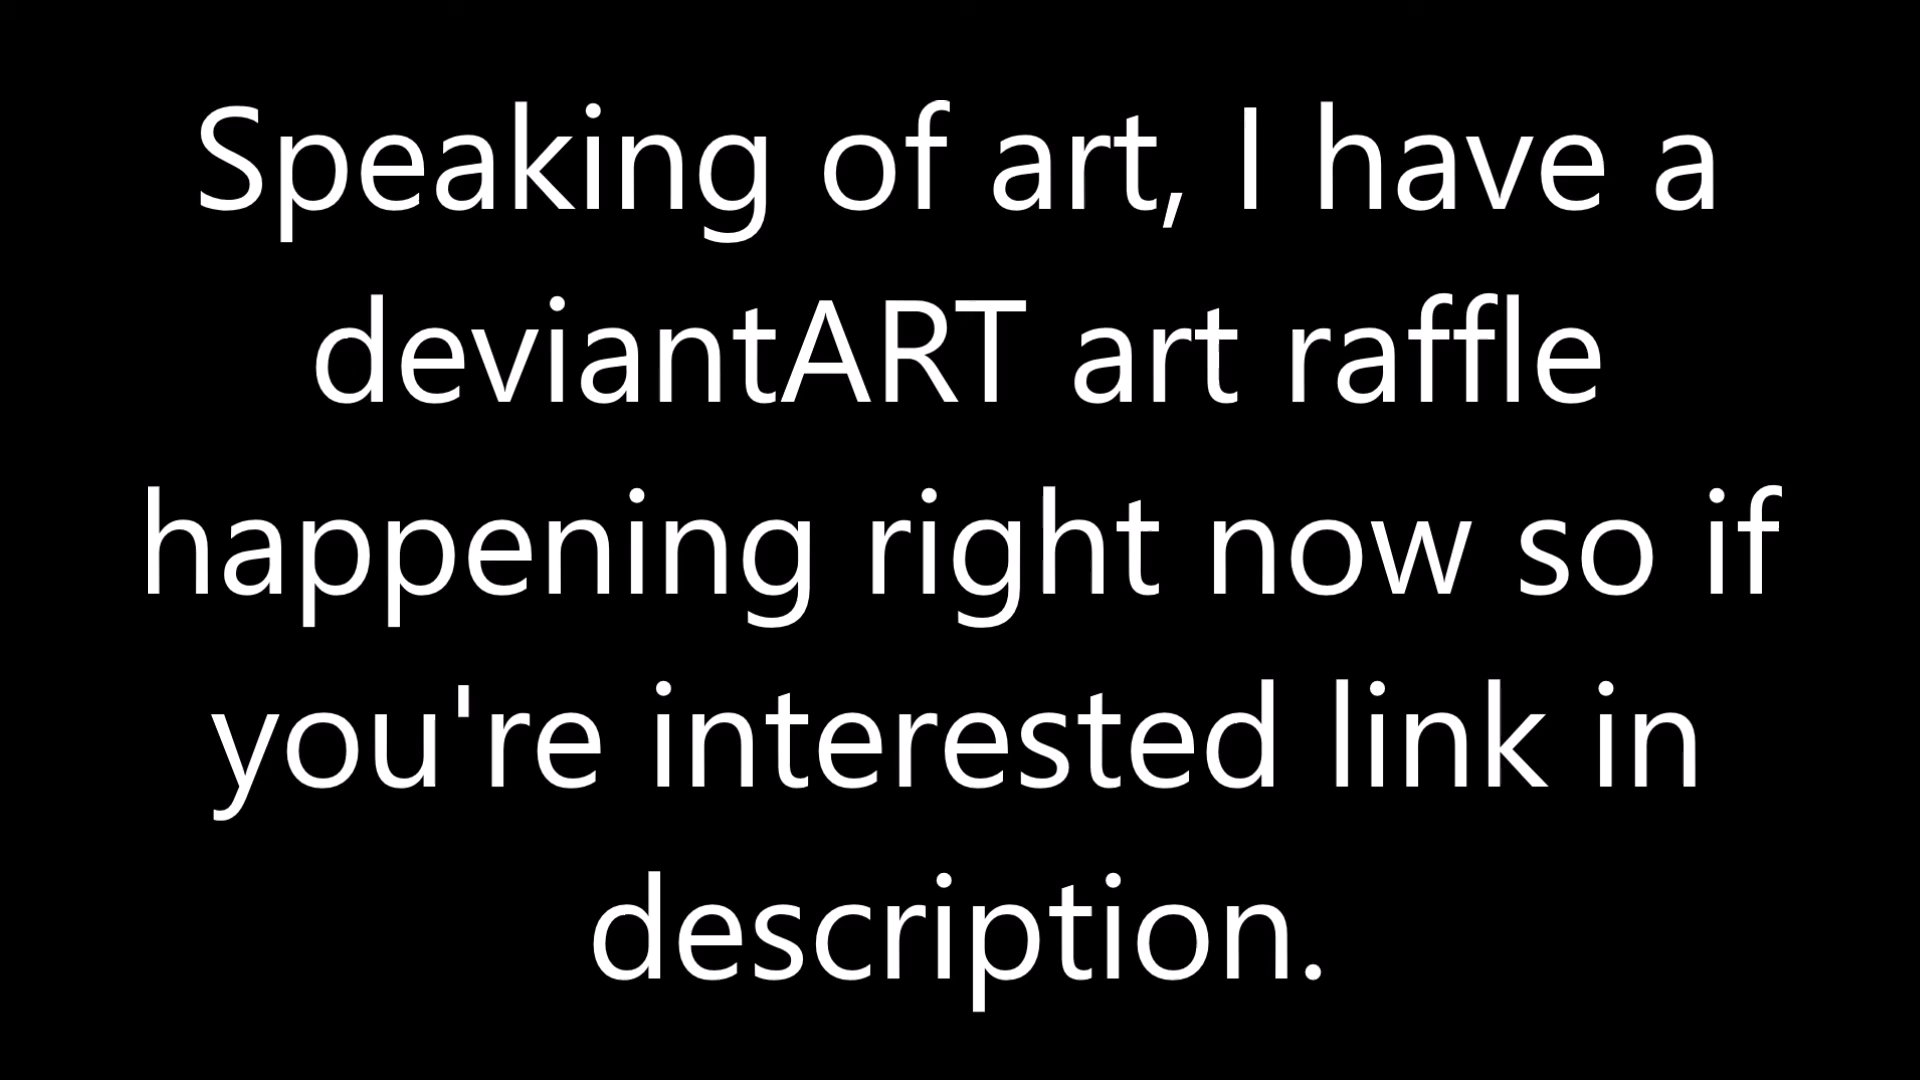 Speaking of art, I have a
deviantART art raffle
happening right now so if
you're interested link in
description.